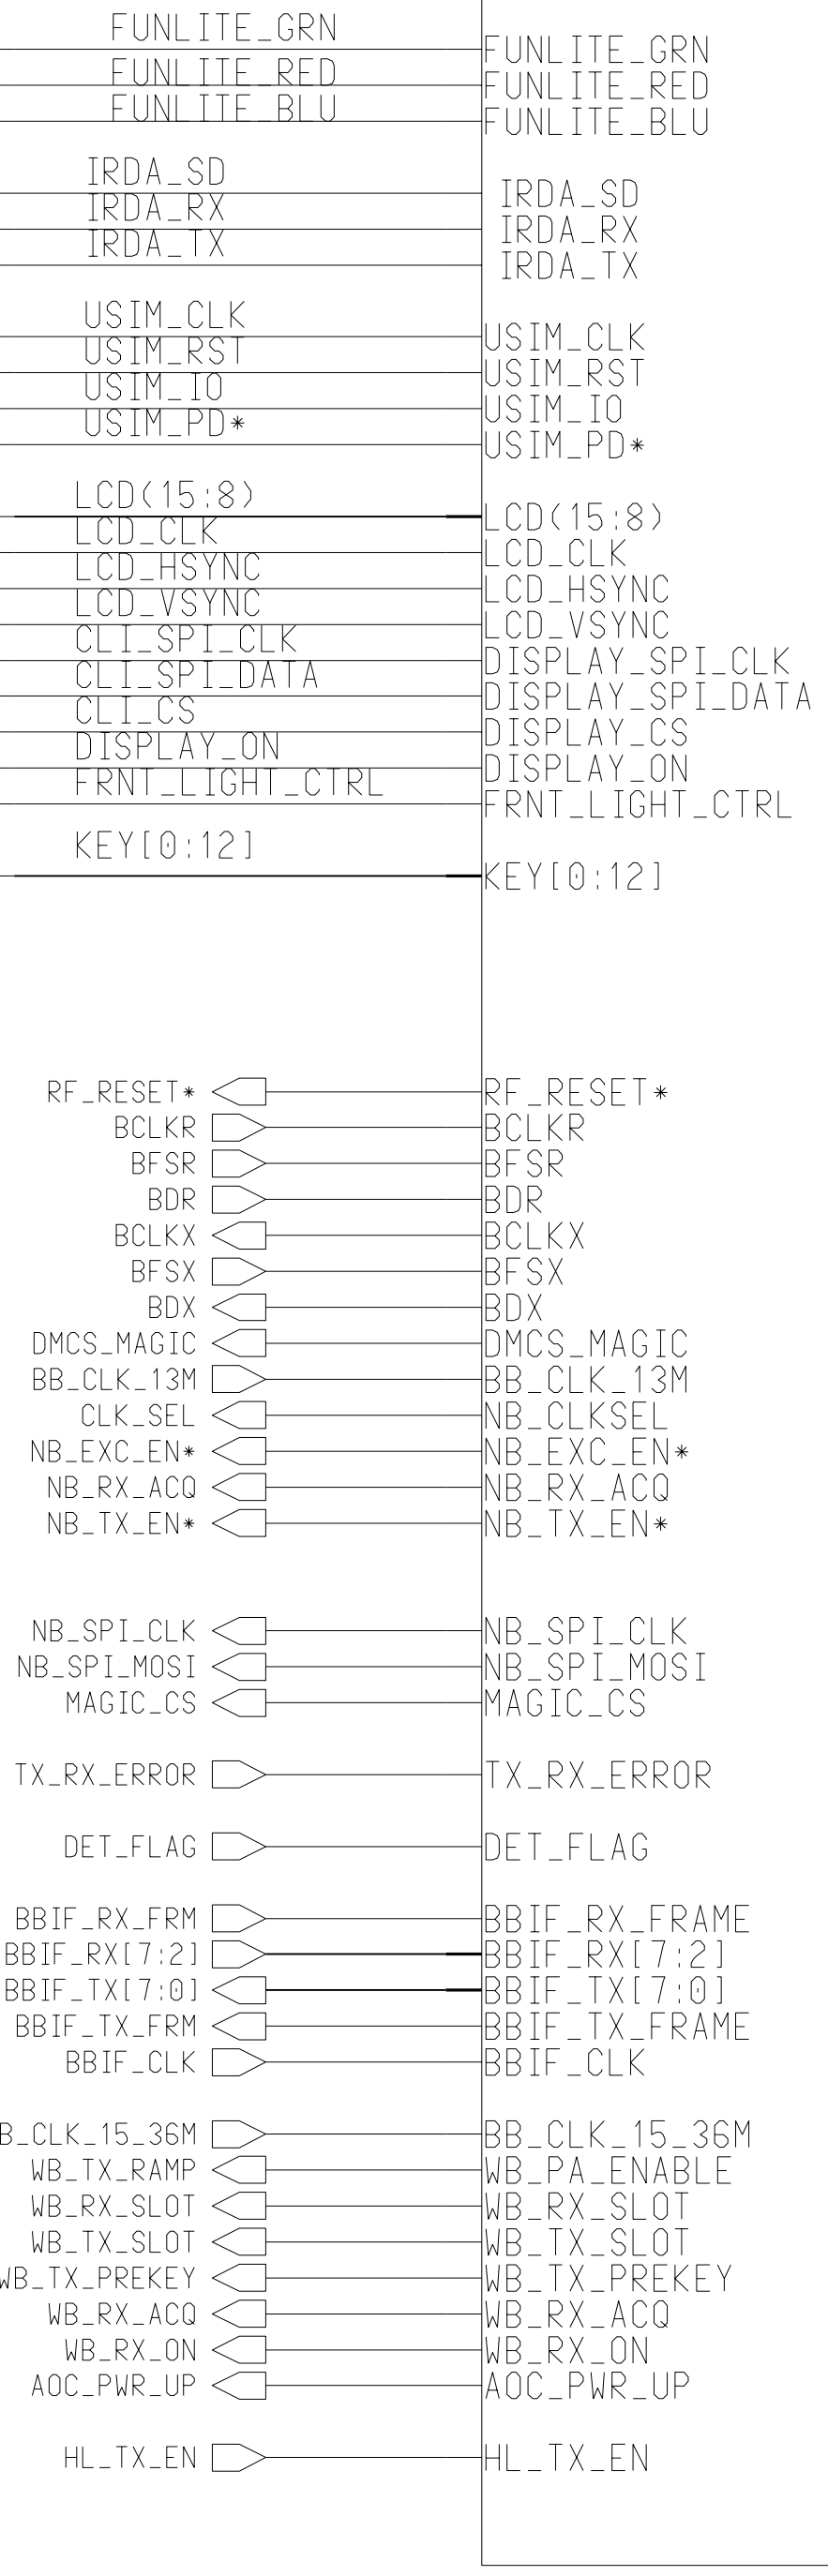 FUNLITE_GRN FUNLITE_GRN
FUNLITE_RED FUNLITE_RED
FUNLITE_BLU FUNLITE_BLU
IRDA_SD IRDA_SD
IRDA_RX IRDA_RX
IRDA_TX IRDA_TX
USIM_CLK USIM_CLK
USIM_RST USIM_RST
USIM_IO USIM_IO
USIM_PD* USIM_PD*
LCD(15:8) LCD(15:8)
LCD_CLK LCD_CLK
LCD_HSYNC LCD_HSYNC
LCD_VSYNC LCD_VSYNC
CLI_SPI_CLK DISPLAY_SPI_CLK
CLI_SPI_DATA DISPLAY_SPI_DATA
CLI_CS DISPLAY_CS
DISPLAY_ON DISPLAY_ON
FRNT_LIGHT_CTRL FRNT_LIGHT_CTRL
KEY[0:12] KEY[0:12]
RF_RESET* RF_RESET*
BCLKR BCLKR
BFSR BFSR
BDR BDR
BCLKX BCLKX
BFSX BFSX
BDX BDX
DMCS_MAGIC DMCS_MAGIC
BB_CLK_13M BB_CLK_13M
CLK_SEL NB_CLKSEL
NB_EXC_EN* NB_EXC_EN*
NB_RX_ACQ NB_RX_ACQ
NB_TX_EN* NB_TX_EN*
NB_SPI_CLK NB_SPI_CLK
NB_SPI_MOSI NB_SPI_MOSI
MAGIC_CS MAGIC_CS
TX_RX_ERROR TX_RX_ERROR
DET_FLAG DET_FLAG
BBIF_RX_FRM BBIF_RX_FRAME
BBIF_RX[7:2] BBIF_RX[7:2]
BBIF_TX[7:0] BBIF_TX[7:0]
BBIF_TX_FRM BBIF_TX_FRAME
BBIF_CLK BBIF_CLK
B_CLK_15_36M BB_CLK_15_36M
WB_TX_RAMP WB_PA_ENABLE
WB_RX_SLOT WB_RX_SLOT
WB_TX_SLOT WB_TX_SLOT
WB_TX_PREKEY WB_TX_PREKEY
WB_RX_ACQ WB_RX_ACQ
WB_RX_ON WB_RX_ON
AOC_PWR_UP AOC_PWR_UP
HL_TX_EN HL_TX_EN